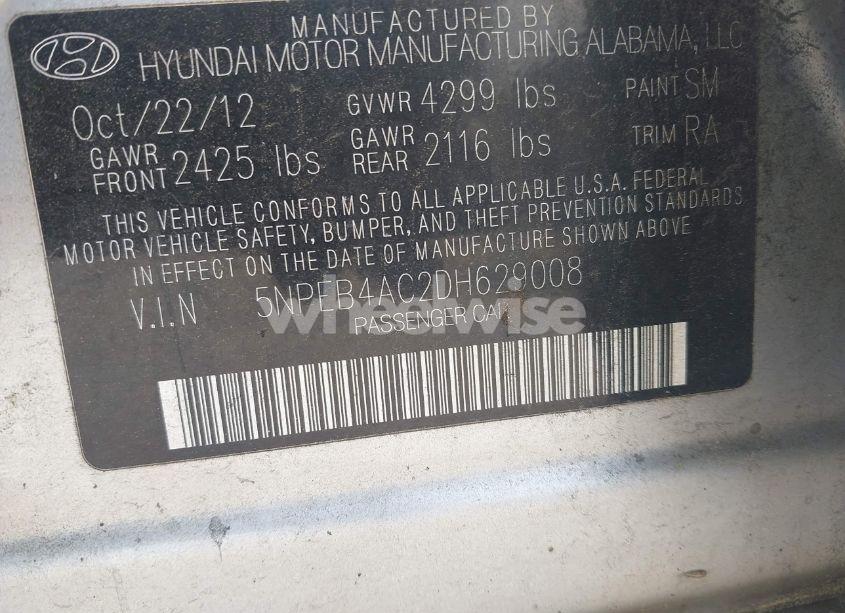 MANUFACTURED BY
HYUNDAI MOTOR MANUFACTURING ALABAMA, LLC
Oct/22/12 GVWR 4299 lbs PAINT SM
GAWR FRONT 2425 lbs GAWR REAR 2116 lbs TRIM RA
THIS VEHICLE CONFORMS TO ALL APPLICABLE U.S.A. FEDERAL
MOTOR VEHICLE SAFETY, BUMPER, AND THEFT PREVENTION STANDARDS
IN EFFECT ON THE DATE OF MANUFACTURE SHOWN ABOVE
V.I.N 5NPEB4AC2DH629008
PASSENGER CAR
wheelwise